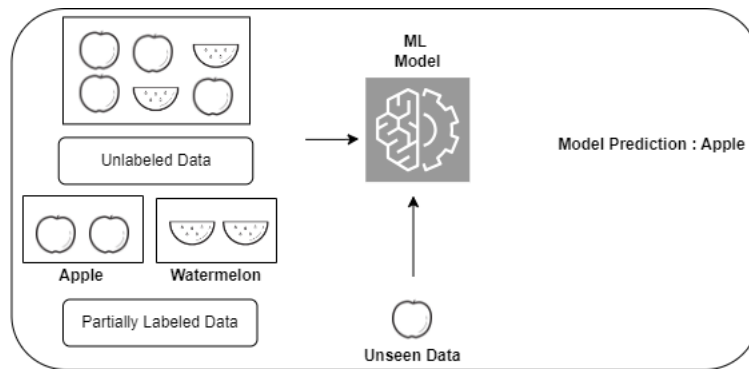 Unlabeled Data
Apple
Watermelon
Partially Labeled Data
ML
Model
Unseen Data
Model Prediction : Apple